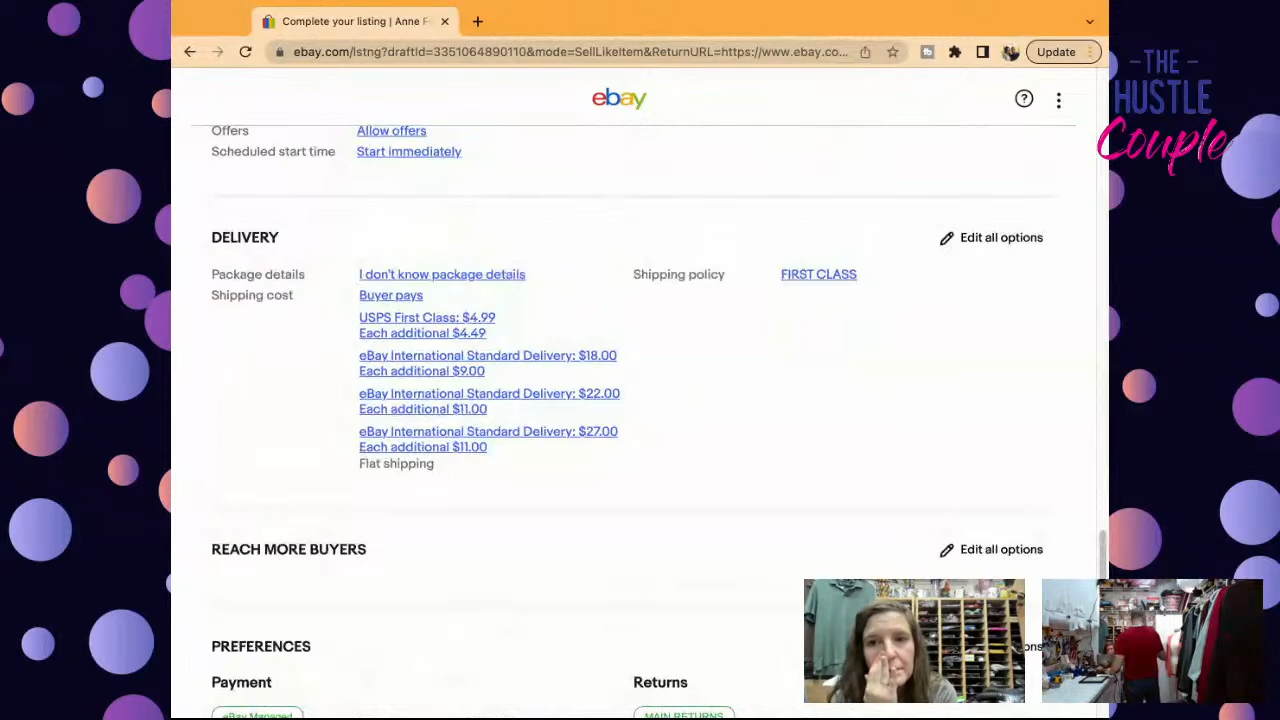 Complete your listing | Anne F
ebay.com/lstng?draftId=3351064890110&mode=SellLikeItem&ReturnURL=https://www.ebay.co...
Update
-THE
HUSTLE
Couple
ebay
Offers
Allow offers
Scheduled start time
Start immediately
DELIVERY
Edit all options
Package details
I don't know package details
Shipping policy
FIRST CLASS
Shipping cost
Buyer pays
USPS First Class: $4.99
Each additional $4.49
eBay International Standard Delivery: $18.00
Each additional $9.00
eBay International Standard Delivery: $22.00
Each additional $11.00
eBay International Standard Delivery: $27.00
Each additional $11.00
Flat shipping
REACH MORE BUYERS
Edit all options
PREFERENCES
ons
Payment
Returns
eBay Managed
MAIN RETURNS